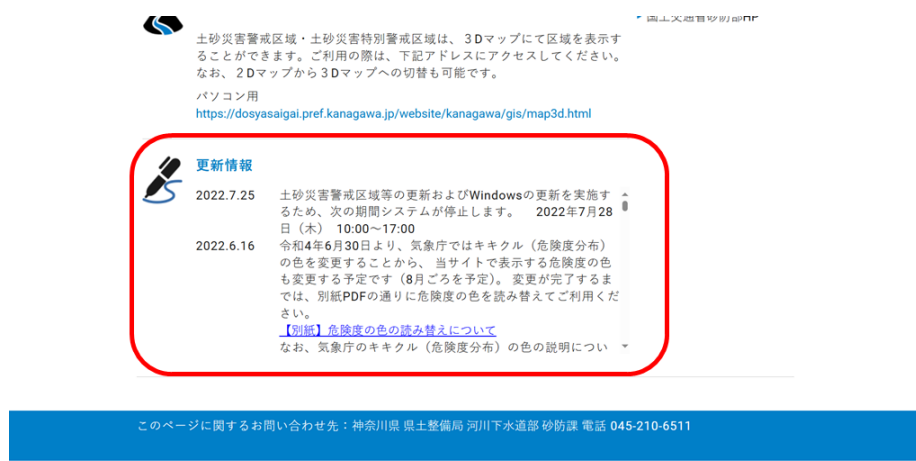 国土交通省砂防部HP
土砂災害警戒区域・土砂災害特別警戒区域は、３Dマップにて区域を表示す
ることができます。ご利用の際は、下記アドレスにアクセスしてください。
なお、２Dマップから３Dマップへの切替も可能です。
パソコン用
https://dosyasaigai.pref.kanagawa.jp/website/kanagawa/gis/map3d.html
更新情報
2022.7.25 土砂災害警戒区域等の更新およびWindowsの更新を実施す
るため、次の期間システムが停止します。 2022年7月28
日（木） 10:00～17:00
2022.6.16 令和4年6月30日より、気象庁ではキキクル（危険度分布）
の色を変更することから、 当サイトで表示する危険度の色
も変更する予定です（8月ごろを予定）。 変更が完了するま
では、別紙PDFの通りに危険度の色を読み替えてご利用くだ
さい。
【別紙】危険度の色の読み替えについて
なお、気象庁のキキクル（危険度分布）の色の説明につい
このページに関するお問い合わせ先：神奈川県 県土整備局 河川下水道部 砂防課 電話 045-210-6511